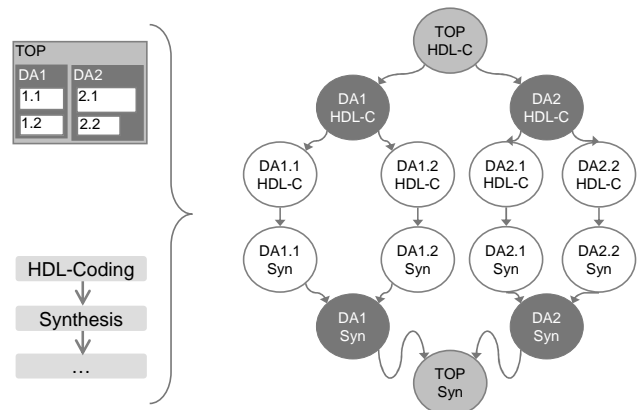 TOP
DA1
DA2
1.1
2.1
1.2
2.2
HDL-Coding
Synthesis
...
TOP
HDL-C
DA1
HDL-C
DA2
HDL-C
DA1.1
HDL-C
DA1.2
HDL-C
DA2.1
HDL-C
DA2.2
HDL-C
DA1.1
Syn
DA1.2
Syn
DA2.1
Syn
DA2.2
Syn
DA1
Syn
DA2
Syn
TOP
Syn